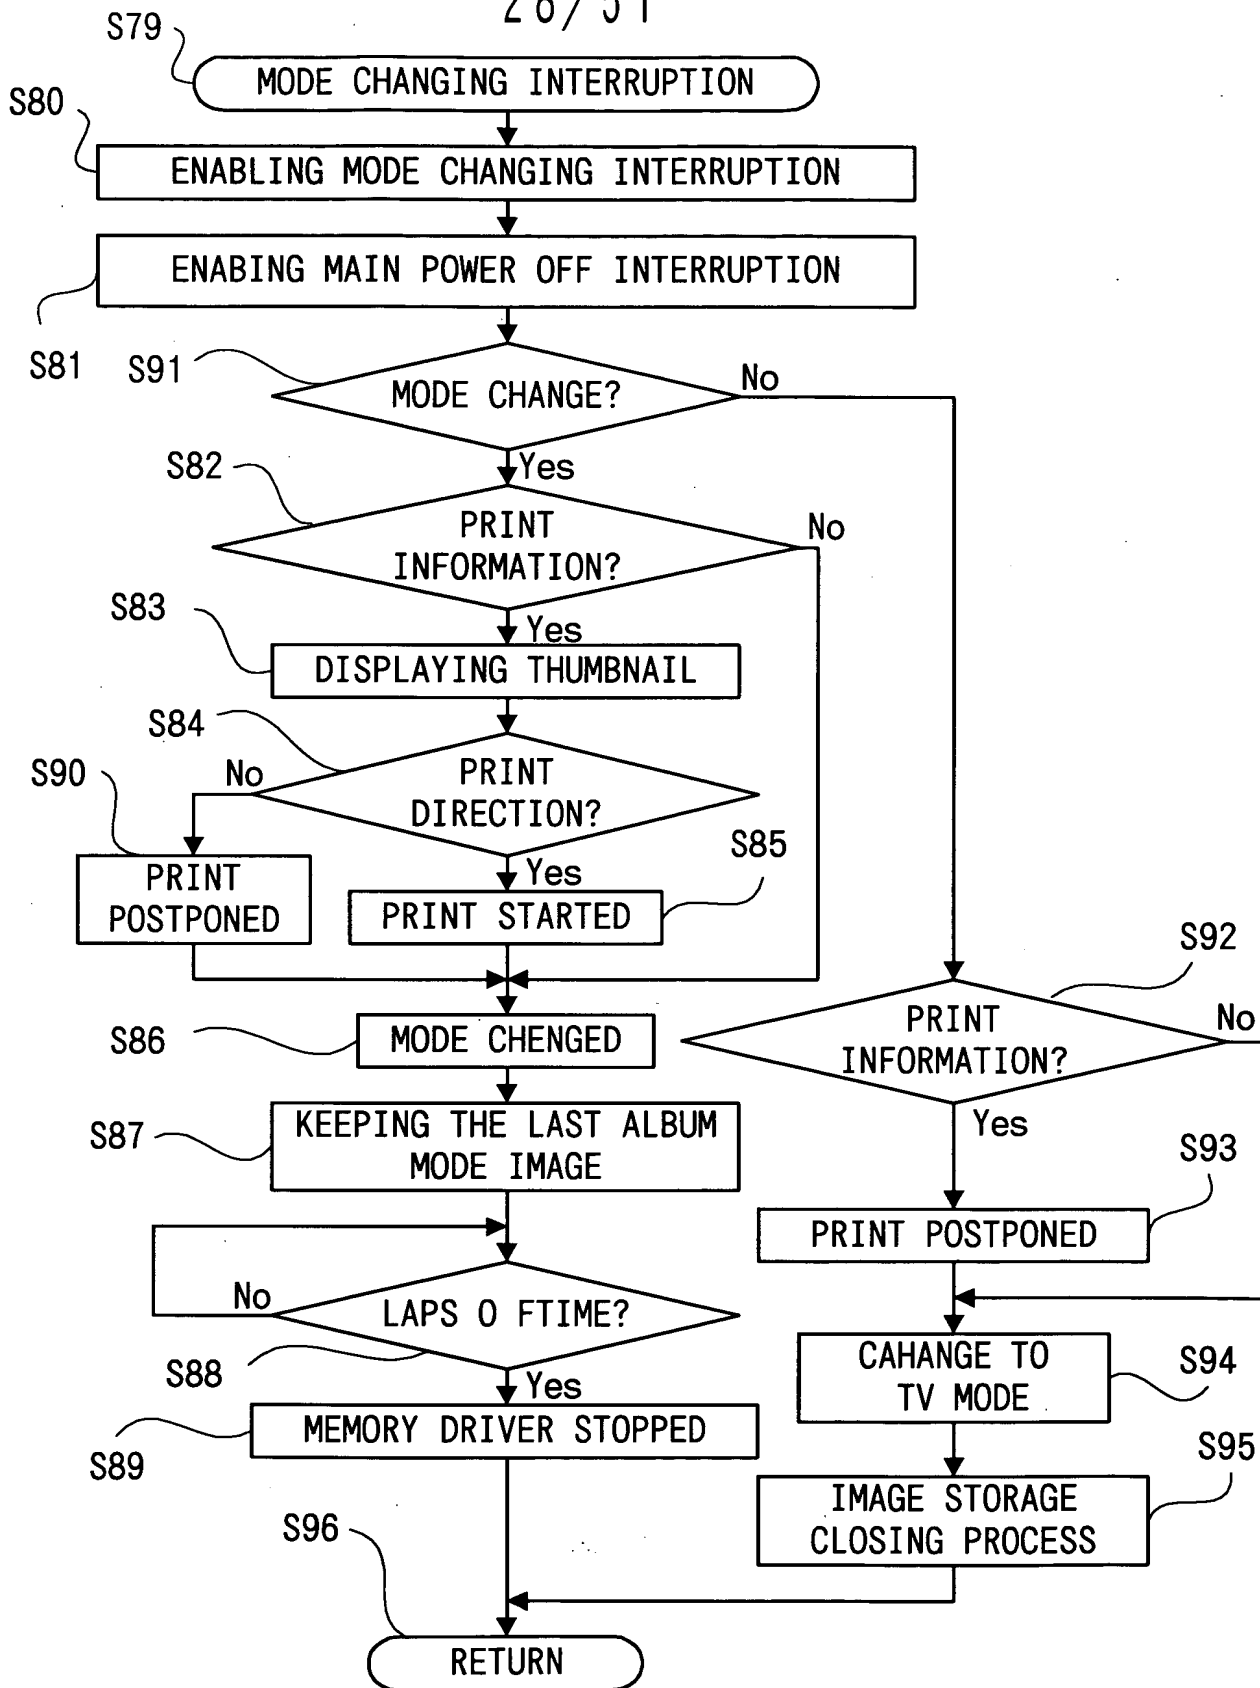 28/51
S79
MODE CHANGING INTERRUPTION
S80
ENABLING MODE CHANGING INTERRUPTION
ENABING MAIN POWER OFF INTERRUPTION
S81
S91
MODE CHANGE?
No
Yes
S82
PRINT
INFORMATION?
No
Yes
S83
DISPLAYING THUMBNAIL
S84
PRINT
DIRECTION?
No
Yes
S90
PRINT
POSTPONED
S85
PRINT STARTED
S86
MODE CHENGED
S87
KEEPING THE LAST ALBUM
MODE IMAGE
LAPS O FTIME?
No
S88
Yes
MEMORY DRIVER STOPPED
S89
S92
PRINT
INFORMATION?
No
Yes
S93
PRINT POSTPONED
CAHANGE TO
TV MODE
S94
S95
IMAGE STORAGE
CLOSING PROCESS
S96
RETURN